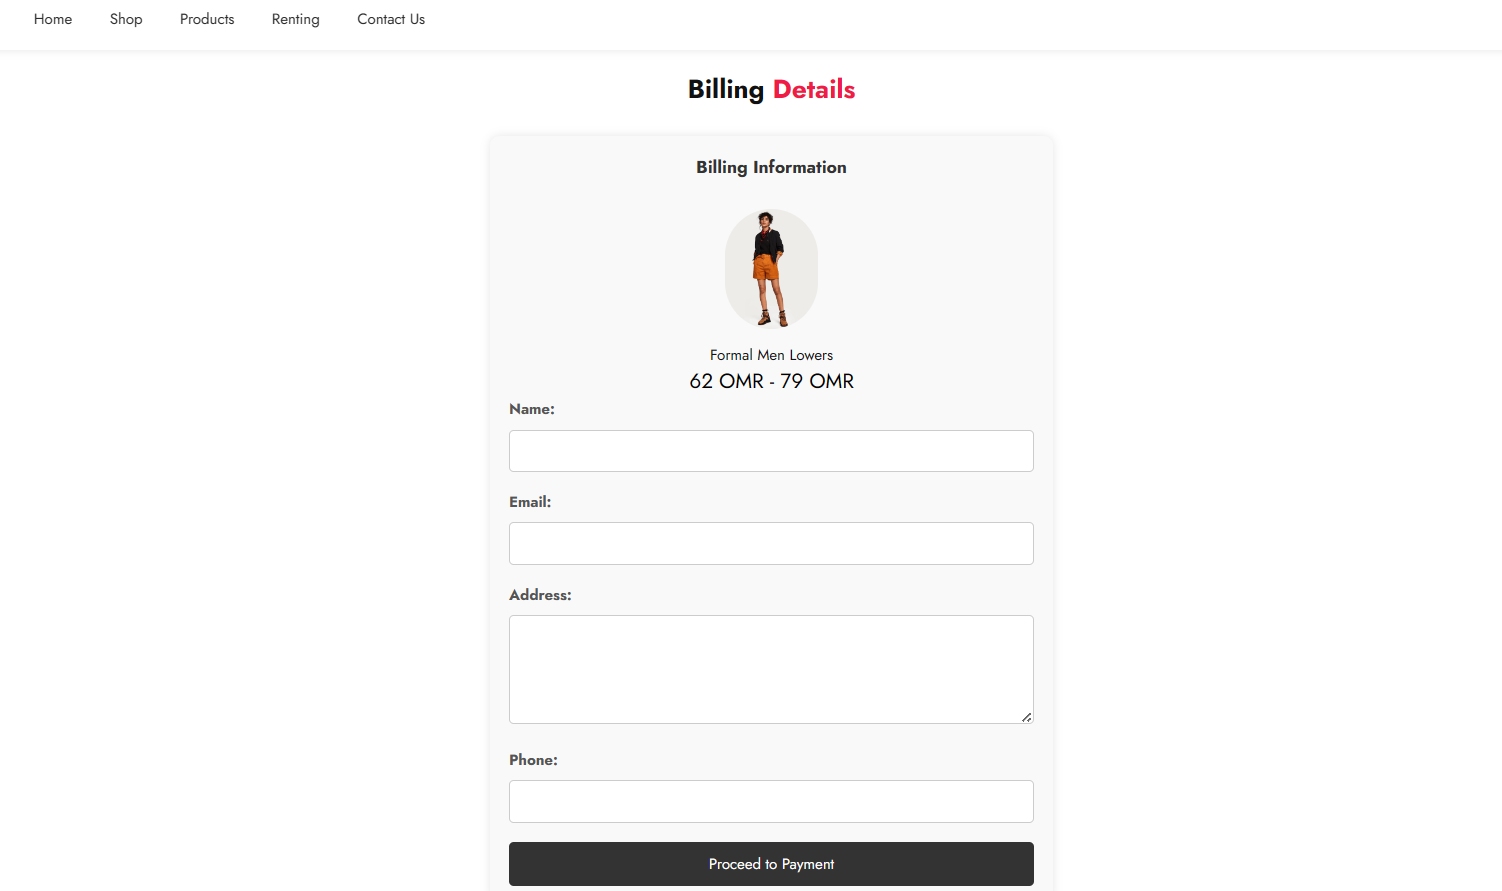 Home Shop Products Renting Contact Us
Billing Details
Billing Information
Formal Men Lowers
62 OMR - 79 OMR
Name:
Email:
Address:
Phone:
Proceed to Payment